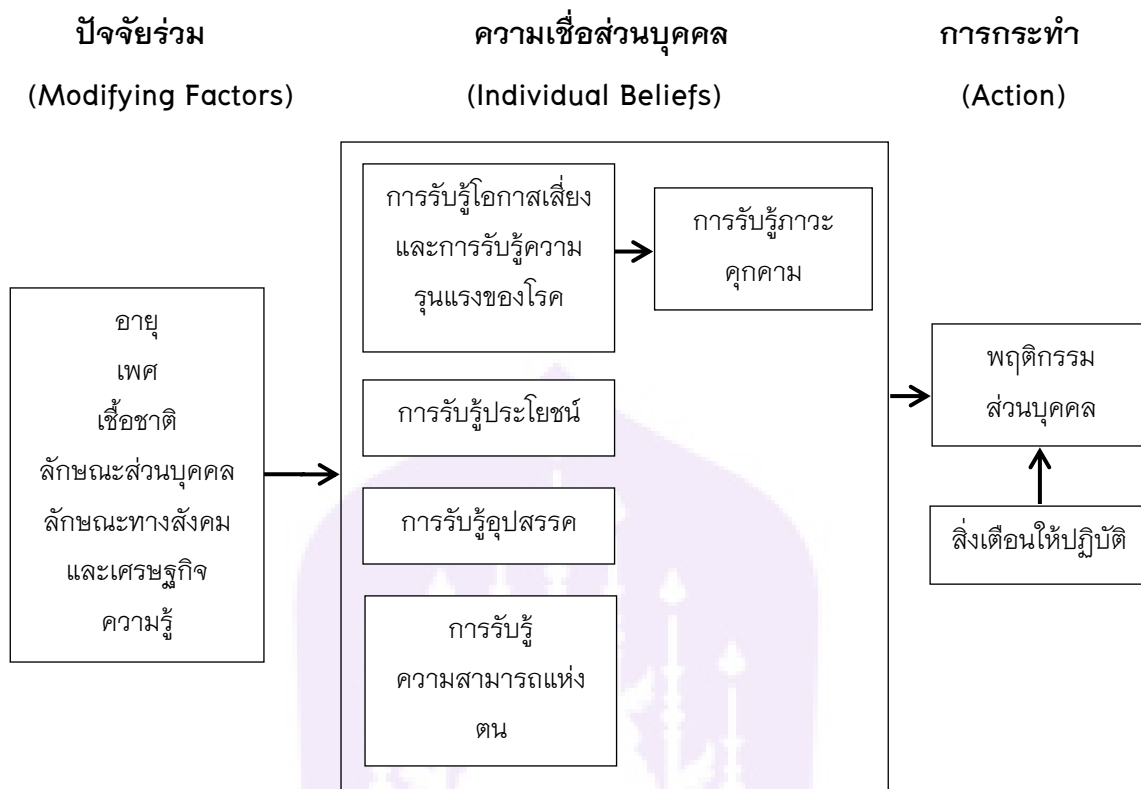 ปัจจัยร่วม
(Modifying Factors)
ความเชื่อส่วนบุคคล
(Individual Beliefs)
การกระทำ
(Action)
อายุ
เพศ
เชื้อชาติ
ลักษณะส่วนบุคคล
ลักษณะทางสังคม
และเศรษฐกิจ
ความรู้
การรับรู้โอกาสเสี่ยง
และการรับรู้ความ
รุนแรงของโรค
การรับรู้ภาวะ
คุกคาม
การรับรู้ประโยชน์
การรับรู้อุปสรรค
การรับรู้
ความสามารถแห่ง
ตน
พฤติกรรม
ส่วนบุคคล
สิ่งเตือนให้ปฏิบัติ